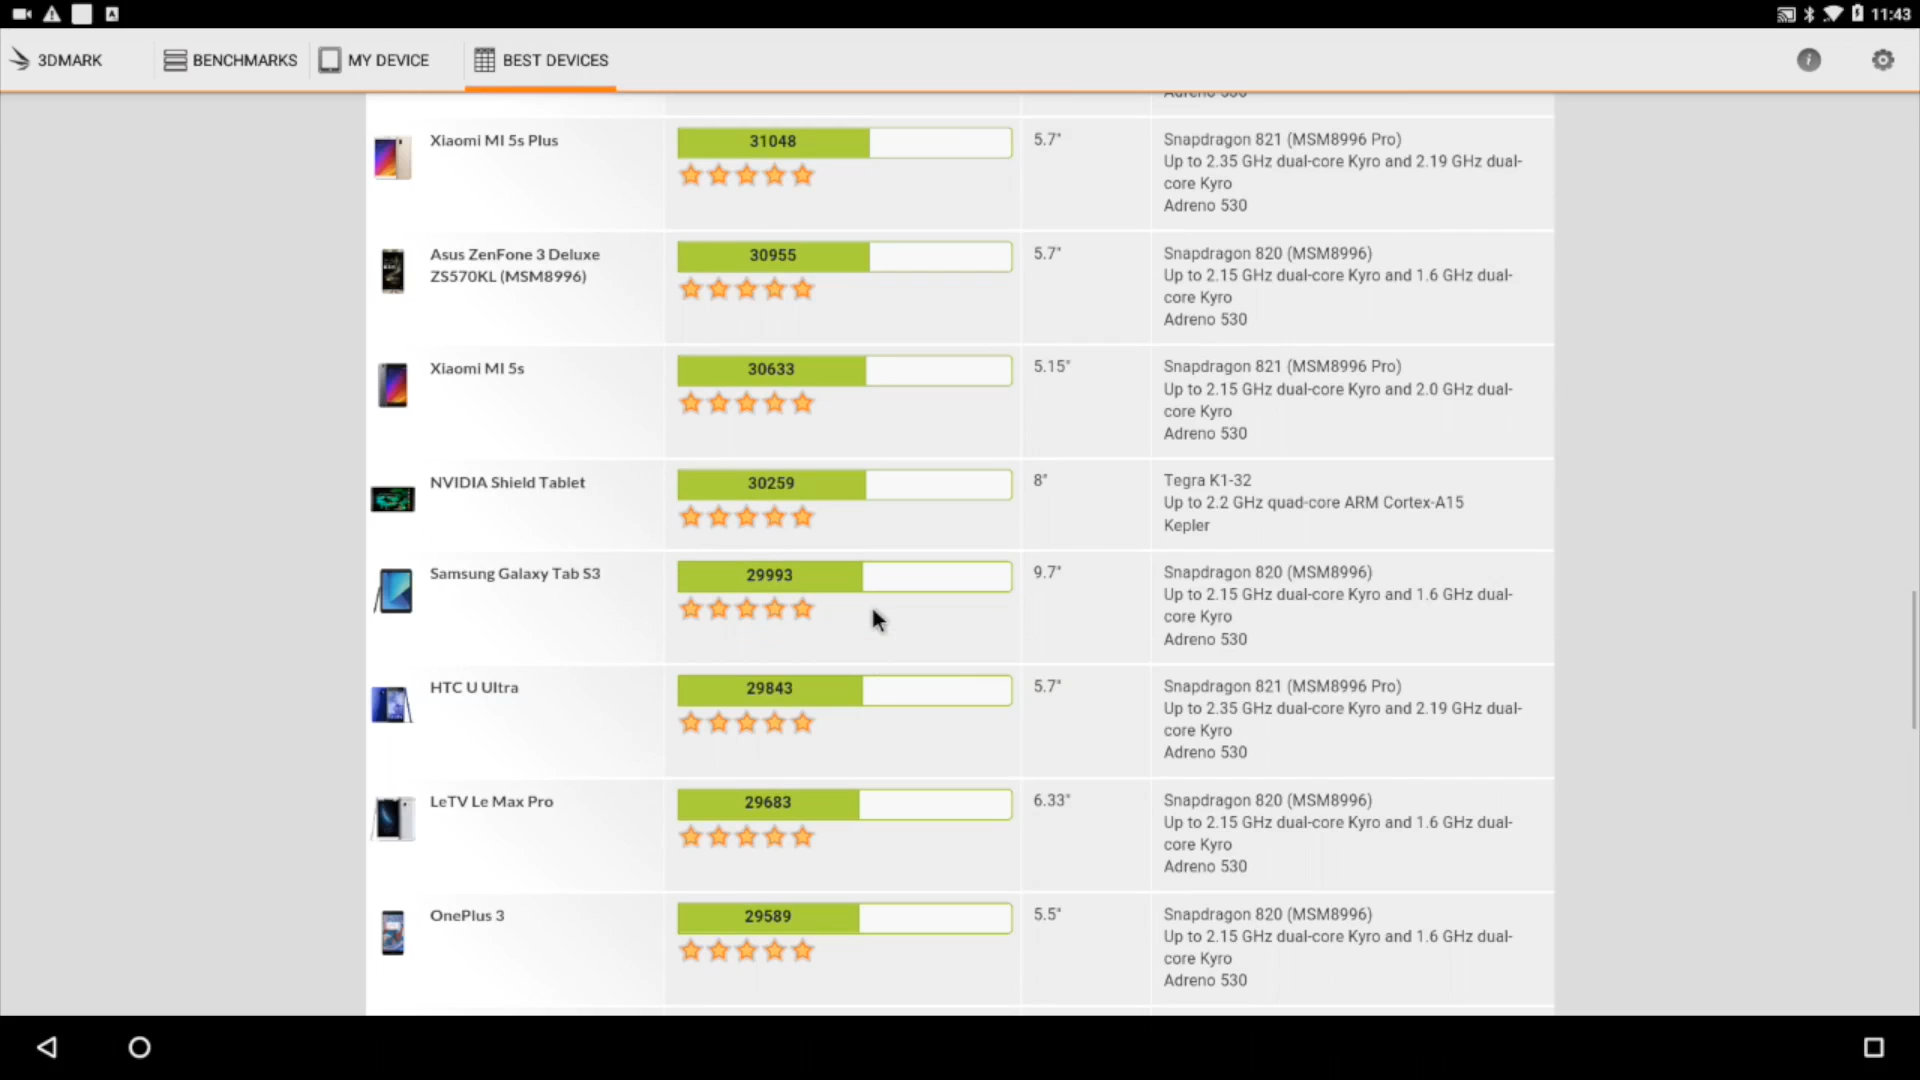 11:43
3DMARK
BENCHMARKS
MY DEVICE
BEST DEVICES
Adreno 530
Xiaomi MI 5s Plus
31048
5.7"
Snapdragon 821 (MSM8996 Pro)
Up to 2.35 GHz dual-core Kyro and 2.19 GHz dual-
core Kyro
Adreno 530
Asus ZenFone 3 Deluxe
ZS570KL (MSM8996)
30955
5.7"
Snapdragon 820 (MSM8996)
Up to 2.15 GHz dual-core Kyro and 1.6 GHz dual-
core Kyro
Adreno 530
Xiaomi MI 5s
30633
5.15"
Snapdragon 821 (MSM8996 Pro)
Up to 2.15 GHz dual-core Kyro and 2.0 GHz dual-
core Kyro
Adreno 530
NVIDIA Shield Tablet
30259
8"
Tegra K1-32
Up to 2.2 GHz quad-core ARM Cortex-A15
Kepler
Samsung Galaxy Tab S3
29993
9.7"
Snapdragon 820 (MSM8996)
Up to 2.15 GHz dual-core Kyro and 1.6 GHz dual-
core Kyro
Adreno 530
HTC U Ultra
29843
5.7"
Snapdragon 821 (MSM8996 Pro)
Up to 2.35 GHz dual-core Kyro and 2.19 GHz dual-
core Kyro
Adreno 530
LeTV Le Max Pro
29683
6.33"
Snapdragon 820 (MSM8996)
Up to 2.15 GHz dual-core Kyro and 1.6 GHz dual-
core Kyro
Adreno 530
OnePlus 3
29589
5.5"
Snapdragon 820 (MSM8996)
Up to 2.15 GHz dual-core Kyro and 1.6 GHz dual-
core Kyro
Adreno 530